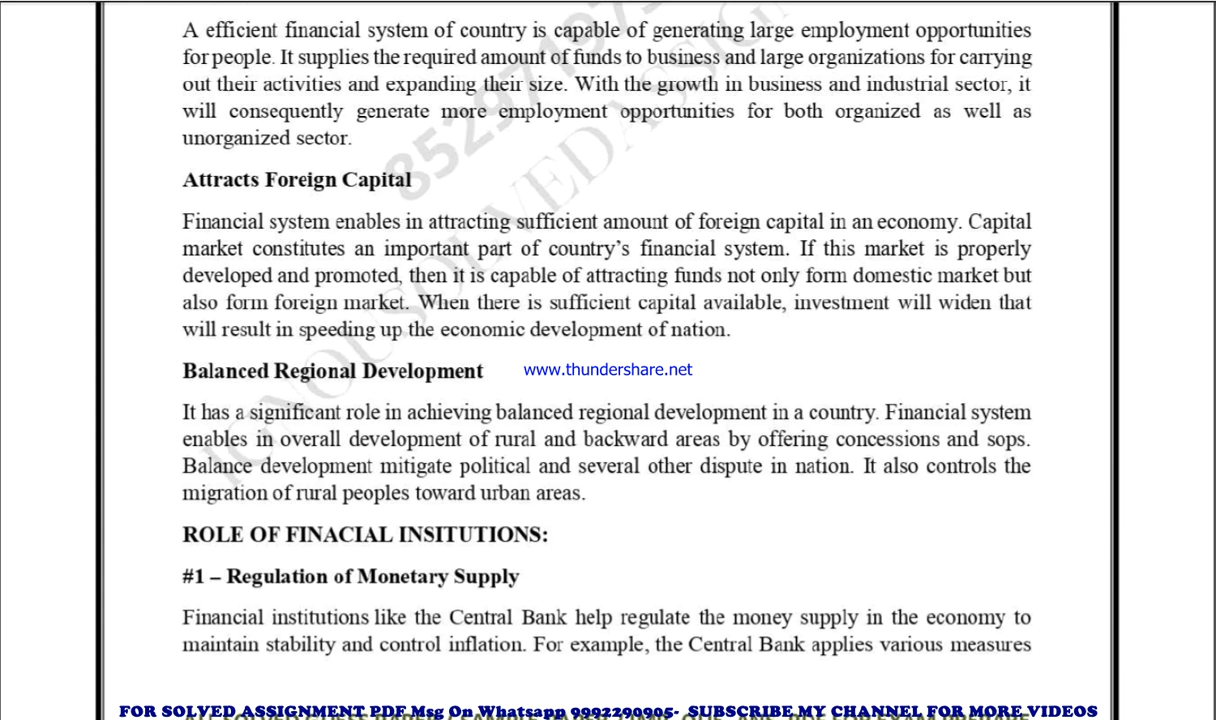 A efficient financial system of country is capable of generating large employment opportunities
for people. It supplies the required amount of funds to business and large organizations for carrying
out their activities and expanding their size. With the growth in business and industrial sector, it
will consequently generate more employment opportunities for both organized as well as
unorganized sector.
Attracts Foreign Capital
Financial system enables in attracting sufficient amount of foreign capital in an economy. Capital
market constitutes an important part of country’s financial system. If this market is properly
developed and promoted, then it is capable of attracting funds not only form domestic market but
also form foreign market. When there is sufficient capital available, investment will widen that
will result in speeding up the economic development of nation.
Balanced Regional Development www.thundershare.net
It has a significant role in achieving balanced regional development in a country. Financial system
enables in overall development of rural and backward areas by offering concessions and sops.
Balance development mitigate political and several other dispute in nation. It also controls the
migration of rural peoples toward urban areas.
ROLE OF FINACIAL INSITUTIONS:
#1 – Regulation of Monetary Supply
Financial institutions like the Central Bank help regulate the money supply in the economy to
maintain stability and control inflation. For example, the Central Bank applies various measures
FOR SOLVED ASSIGNMENT PDF Msg On Whatsapp 9992290905- SUBSCRIBE MY CHANNEL FOR MORE VIDEOS